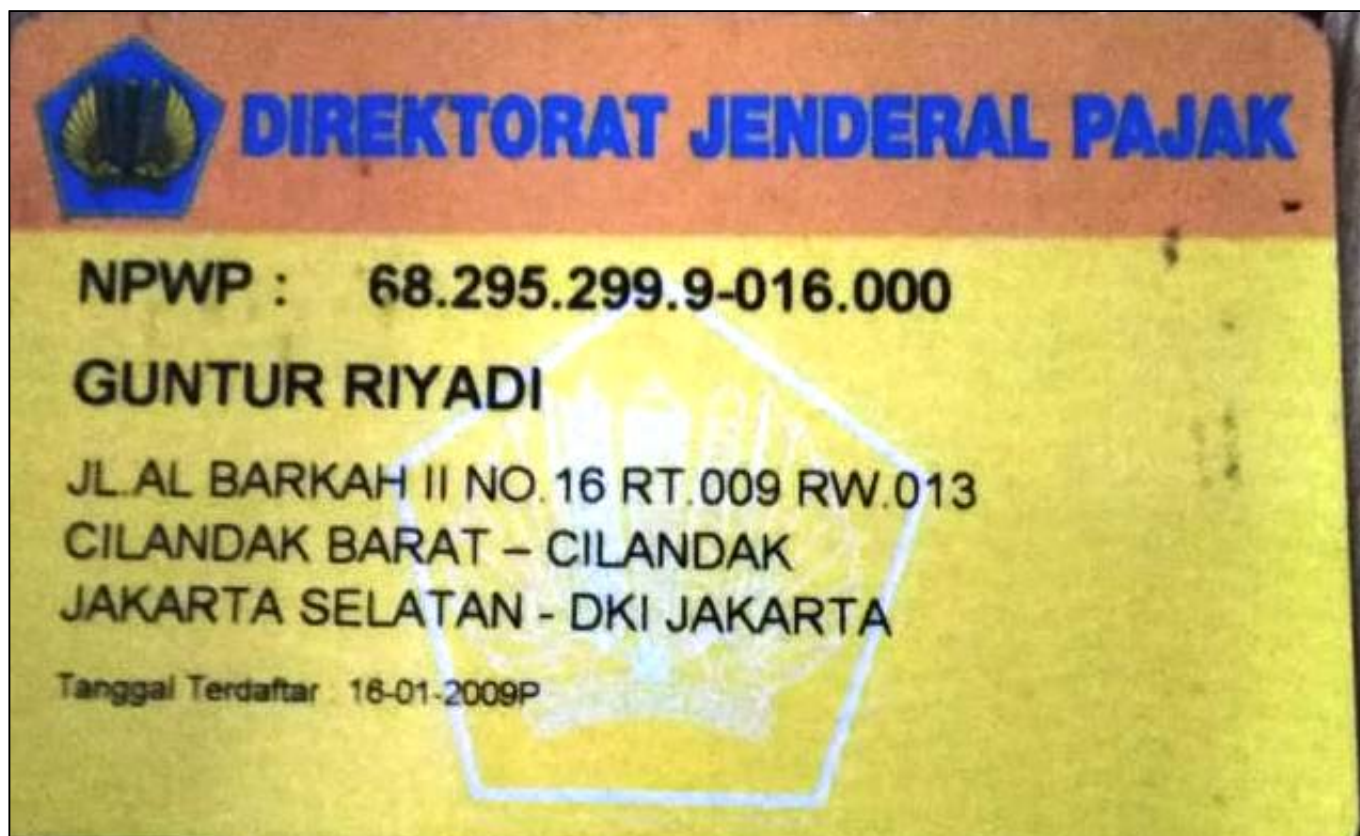 DIREKTORAT JENDERAL PAJAK
NPWP : 68.295.299.9-016.000
GUNTUR RIYADI
JL.AL BARKAH II NO.16 RT.009 RW.013
CILANDAK BARAT – CILANDAK
JAKARTA SELATAN - DKI JAKARTA
Tanggal Terdaftar : 16-01-2009P